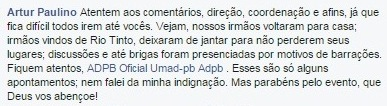 Artur Paulino Atentem aos comentários, direção, coordenação e afins, já que
fica difícil todos irem até vocês. Vejam, nossos irmãos voltaram para casa;
irmãos vindos de Rio Tinto, deixaram de jantar para não perderem seus
lugares; discussões e até brigas foram presenciadas por motivos de barrações.
Fiquem atentos, ADPB Oficial Umad-pb Adpb . Esses são só alguns
apontamentos; nem falei da minha indignação. Mas parabéns pelo evento, que
Deus vos abençoe!